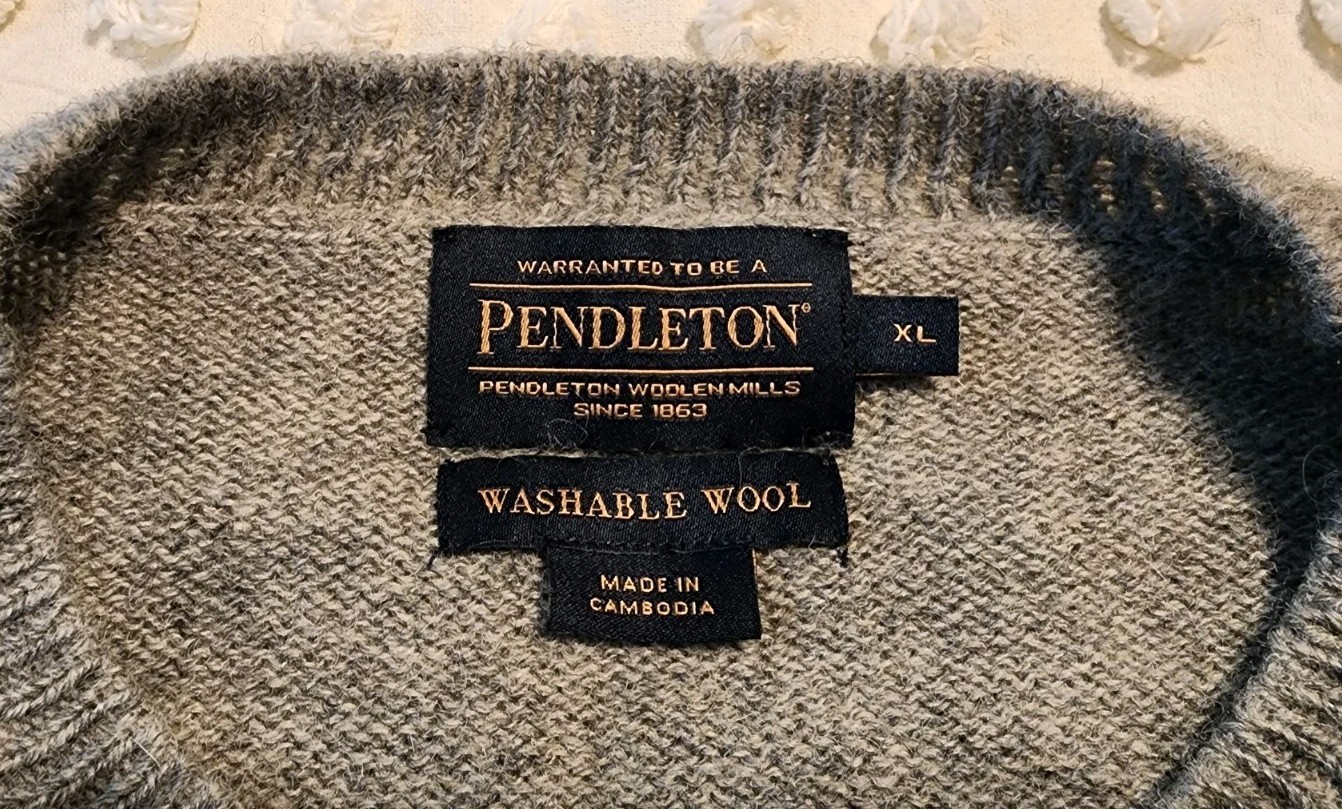 WARRANTED TO BE A
PENDLETON®
XL
PENDLETON WOOLEN MILLS
SINCE 1863
WASHABLE WOOL
MADE IN
CAMBODIA